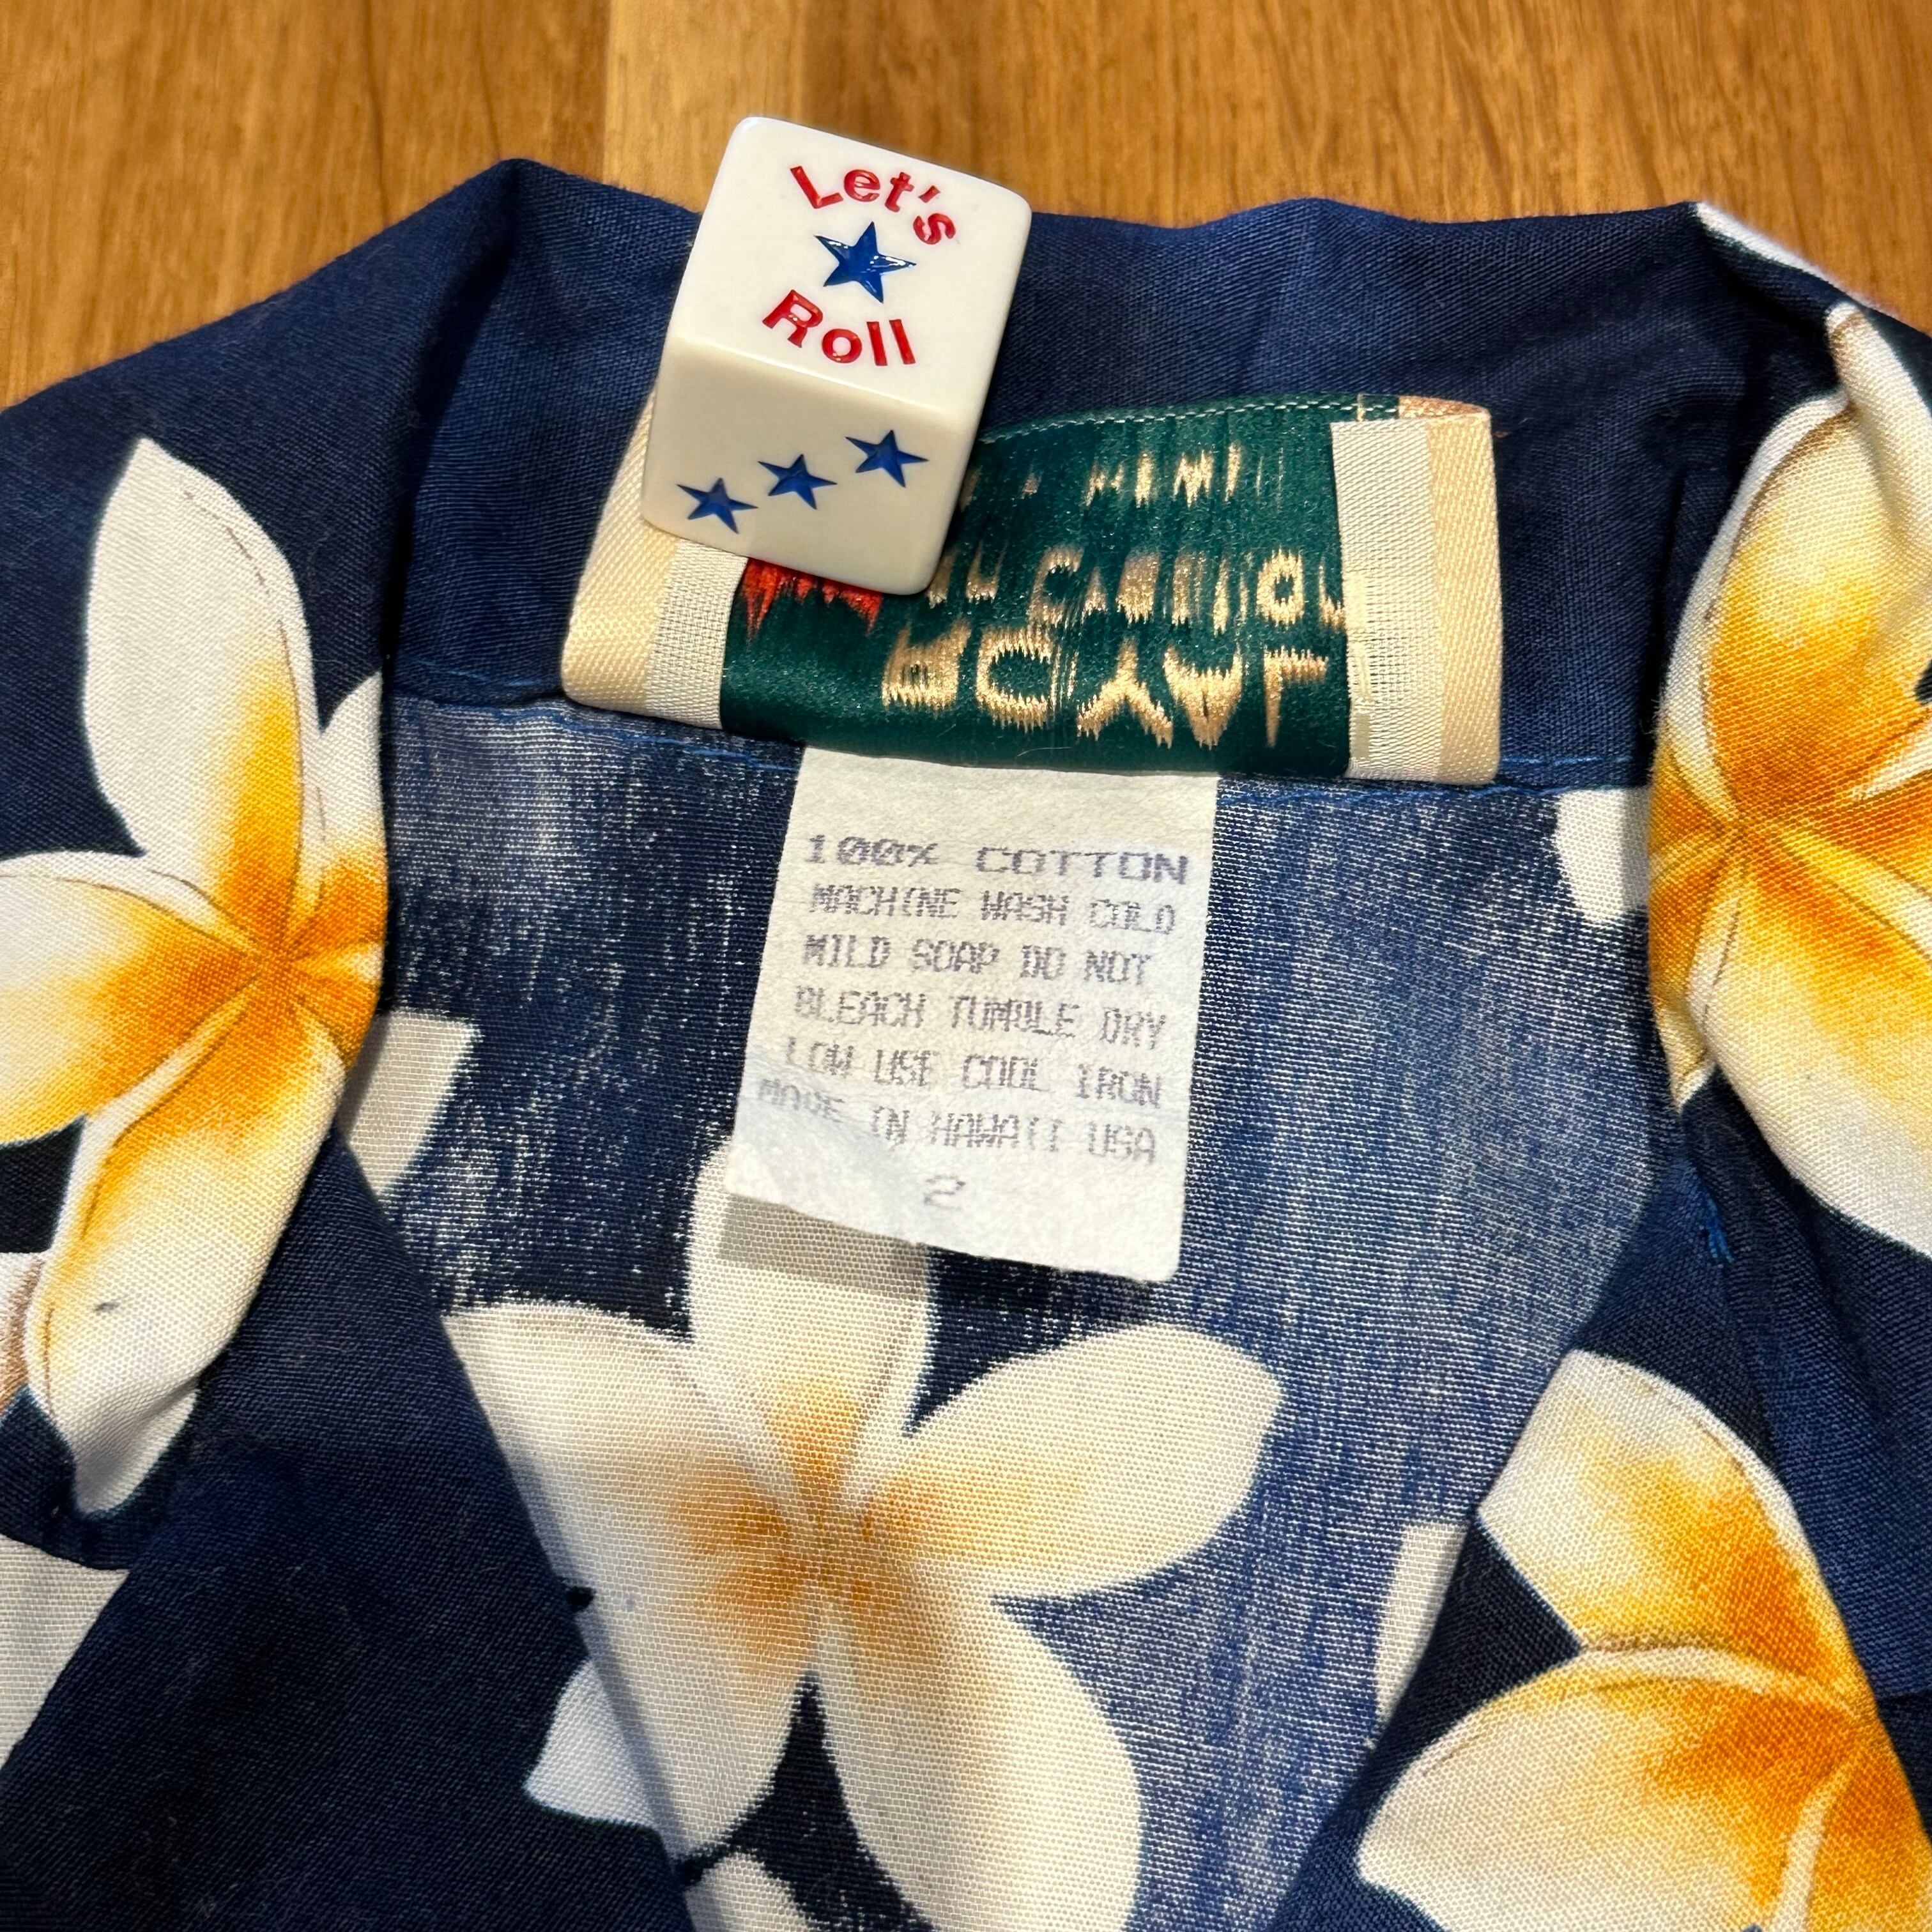 Let's
Roll
ROYAL
100% COTTON
MACHINE WASH COLD
MILD SOAP DO NOT
BLEACH TUMBLE DRY
LOW USE COOL IRON
MADE IN HAWAII USA
2